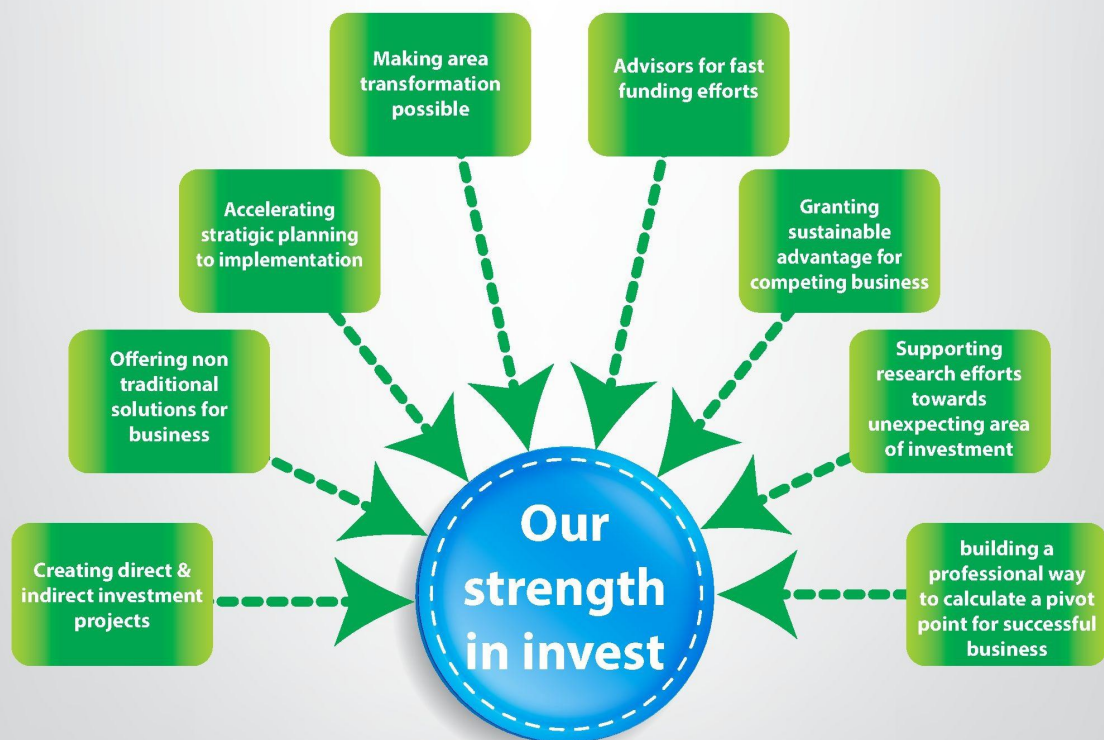 Making area
transformation
possible
Advisors for fast
funding efforts
Accelerating
stratigic planning
to implementation
Granting
sustainable
advantage for
competing business
Offering non
traditional
solutions for
business
Supporting
research efforts
towards
unexpecting area
of investment
Creating direct &
indirect investment
projects
building a
professional way
to calculate a pivot
point for successful
business
Our
strength
in invest